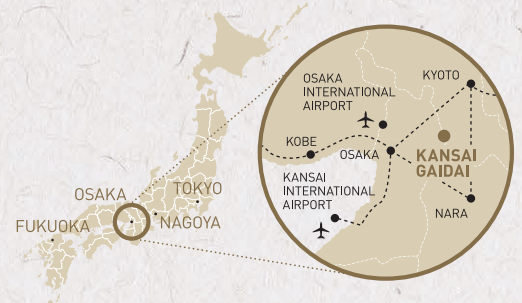 OSAKA
TOKYO
FUKUOKA
NAGOYA
OSAKA
INTERNATIONAL
AIRPORT
KYOTO
KOBE
OSAKA
KANSAI
GAIDAI
KANSAI
INTERNATIONAL
AIRPORT
NARA